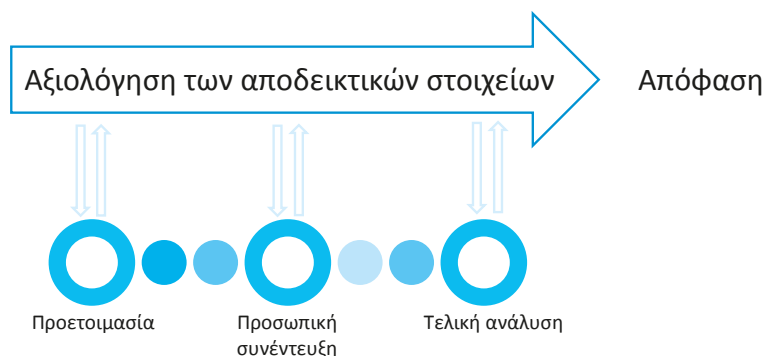 Αξιολόγηση των αποδεικτικών στοιχείων
Απόφαση
Προετοιμασία
Προσωπική
συνέντευξη
Τελική ανάλυση